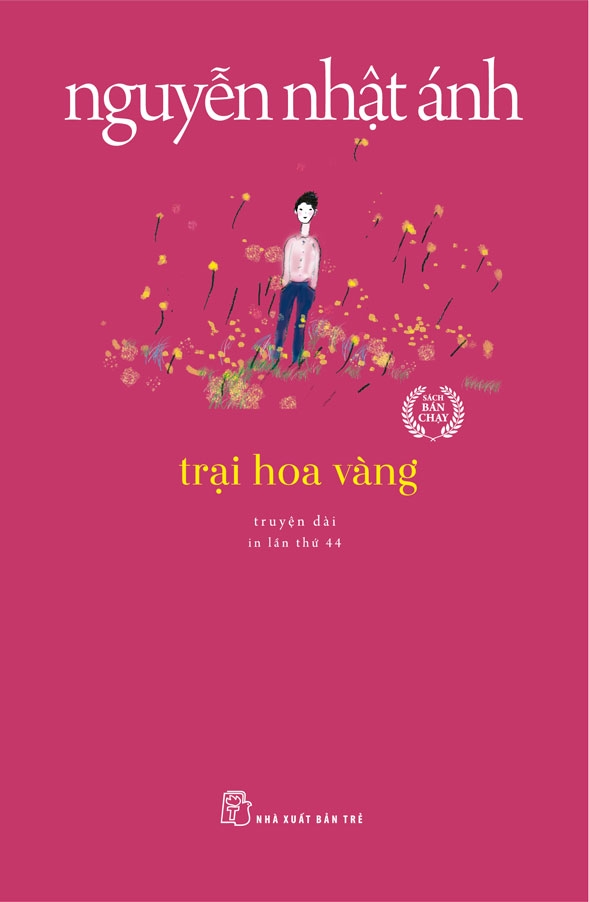 nguyễn nhật ánh
SÁCH
BÁN
CHẠY
trại hoa vàng
truyện dài
in lần thứ 44
T
NHÀ XUẤT BẢN TRẺ